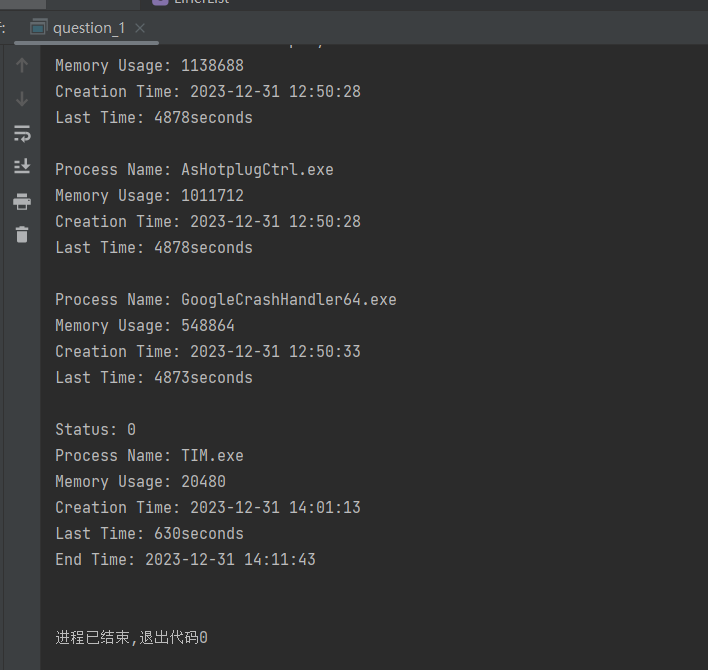 question_1
Memory Usage: 1138688
Creation Time: 2023-12-31 12:50:28
Last Time: 4878seconds
Process Name: AsHotplugCtrl.exe
Memory Usage: 1011712
Creation Time: 2023-12-31 12:50:28
Last Time: 4878seconds
Process Name: GoogleCrashHandler64.exe
Memory Usage: 548864
Creation Time: 2023-12-31 12:50:33
Last Time: 4873seconds
Status: 0
Process Name: TIM.exe
Memory Usage: 20480
Creation Time: 2023-12-31 14:01:13
Last Time: 630seconds
End Time: 2023-12-31 14:11:43
进程已结束,退出代码0